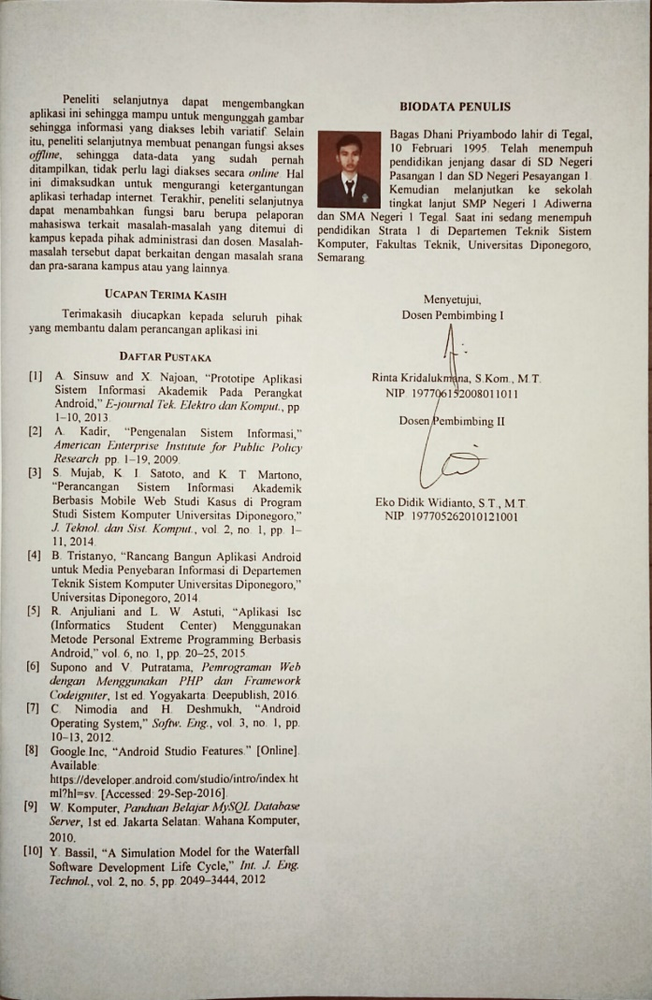 Peneliti selanjutnya dapat mengembangkan
aplikasi ini sehingga mampu untuk mengunggah gambar
sehingga informasi yang diakses lebih variatif. Selain
itu, peneliti selanjutnya membuat penangan fungsi akses
offline, sehingga data-data yang sudah pernah
ditampilkan, tidak perlu lagi diakses secara online. Hal
ini dimaksudkan untuk mengurangi ketergantungan
aplikasi terhadap internet. Terakhir, peneliti selanjutnya
dapat menambahkan fungsi baru berupa pelaporan
mahasiswa terkait masalah-masalah yang ditemui di
kampus kepada pihak administrasi dan dosen. Masalah-
masalah tersebut dapat berkaitan dengan masalah srana
dan pra-sarana kampus atau yang lainnya.
UCAPAN TERIMA KASIH
Terimakasih diucapkan kepada seluruh pihak
yang membantu dalam perancangan aplikasi ini.
DAFTAR PUSTAKA
[1] A. Sinsuw and X. Najoan, “Prototipe Aplikasi
Sistem Informasi Akademik Pada Perangkat
Android,” E-journal Tek. Elektro dan Komput., pp.
1–10, 2013.
[2] A. Kadir, “Pengenalan Sistem Informasi,”
American Enterprise Institute for Public Policy
Research. pp. 1–19, 2009.
[3] S. Mujab, K. I. Satoto, and K. T. Martono,
“Perancangan Sistem Informasi Akademik
Berbasis Mobile Web Studi Kasus di Program
Studi Sistem Komputer Universitas Diponegoro,”
J. Teknol. dan Sist. Komput., vol. 2, no. 1, pp. 1–
11, 2014.
[4] B. Tristanyo, “Rancang Bangun Aplikasi Android
untuk Media Penyebaran Informasi di Departemen
Teknik Sistem Komputer Universitas Diponegoro,”
Universitas Diponegoro, 2014.
[5] R. Anjuliani and L. W. Astuti, “Aplikasi Isc
(Informatics Student Center) Menggunakan
Metode Personal Extreme Programming Berbasis
Android,” vol. 6, no. 1, pp. 20–25, 2015.
[6] Supono and V. Putratama, Pemrograman Web
dengan Menggunakan PHP dan Framework
Codeigniter, 1st ed. Yogyakarta: Deepublish, 2016.
[7] C. Nimodia and H. Deshmukh, “Android
Operating System,” Softw. Eng., vol. 3, no. 1, pp.
10–13, 2012.
[8] Google.Inc, “Android Studio Features.” [Online].
Available:
https://developer.android.com/studio/intro/index.ht
ml?hl=sv. [Accessed: 29-Sep-2016].
[9] W. Komputer, Panduan Belajar MySQL Database
Server, 1st ed. Jakarta Selatan: Wahana Komputer,
2010.
[10] Y. Bassil, “A Simulation Model for the Waterfall
Software Development Life Cycle,” Int. J. Eng.
Technol., vol. 2, no. 5, pp. 2049–3444, 2012
BIODATA PENULIS
Bagas Dhani Priyambodo lahir di Tegal,
10 Februari 1995. Telah menempuh
pendidikan jenjang dasar di SD Negeri
Pasangan 1 dan SD Negeri Pesayangan 1.
Kemudian melanjutkan ke sekolah
tingkat lanjut SMP Negeri 1 Adiwerna
dan SMA Negeri 1 Tegal. Saat ini sedang menempuh
pendidikan Strata 1 di Departemen Teknik Sistem
Komputer, Fakultas Teknik, Universitas Diponegoro,
Semarang.
Menyetujui,
Dosen Pembimbing I
Rinta Kridalukmana, S.Kom., M.T.
NIP. 197706152008011011
Dosen Pembimbing II
Eko Didik Widianto, S.T., M.T.
NIP. 197705262010121001